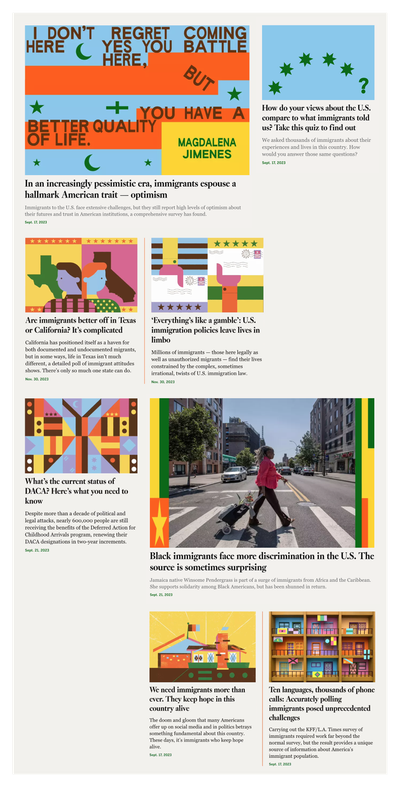 I DON'T REGRET COMING
HERE YES YOU BATTLE
HERE,
BUT
YOU HAVE A
BETTER QUALITY
OF LIFE.
MAGDALENA
JIMENES
?
In an increasingly pessimistic era, immigrants espouse a
hallmark American trait — optimism
Immigrants to the U.S. face extensive challenges, but they still report high levels of optimism about
their futures and trust in American institutions, a comprehensive survey has found.
Sept. 17, 2023
How do your views about the U.S.
compare to what immigrants told
us? Take this quiz to find out
We asked thousands of immigrants about their
experiences and lives in this country. How
would you answer those same questions?
Sept. 17, 2023
Are immigrants better off in Texas
or California? It's complicated
California has positioned itself as a haven for
both documented and undocumented migrants,
but in some ways, life in Texas isn't much
different, a detailed poll of immigrant attitudes
shows. There's only so much one state can do.
Nov. 30, 2023
'Everything's like a gamble': U.S.
immigration policies leave lives in
limbo
Millions of immigrants — those here legally as
well as unauthorized migrants — find their lives
constrained by the complex, sometimes
irrational, twists of U.S. immigration law.
Nov. 30, 2023
What's the current status of
DACA? Here's what you need to
know
Despite more than a decade of political and
legal attacks, nearly 600,000 people are still
receiving the benefits of the Deferred Action for
Childhood Arrivals program, renewing their
DACA designations in two-year increments.
Sept. 21, 2023
Black immigrants face more discrimination in the U.S. The
source is sometimes surprising
Jamaica native Winsome Pendergrass is part of a surge of immigrants from Africa and the Caribbean.
She supports solidarity among Black Americans, but has been shunned in return.
Sept. 21, 2023
We need immigrants more than
ever. They keep hope in this
country alive
The doom and gloom that many Americans
offer up on social media and in politics betrays
something fundamental about this country.
These days, it's immigrants who keep hope
alive.
Sept. 17, 2023
Ten languages, thousands of phone
calls: Accurately polling
immigrants posed unprecedented
challenges
Carrying out the KFF/L.A. Times survey of
immigrants required work far beyond the
normal survey, but the result provides a unique
source of information about America's
immigrant population.
Sept. 17, 2023